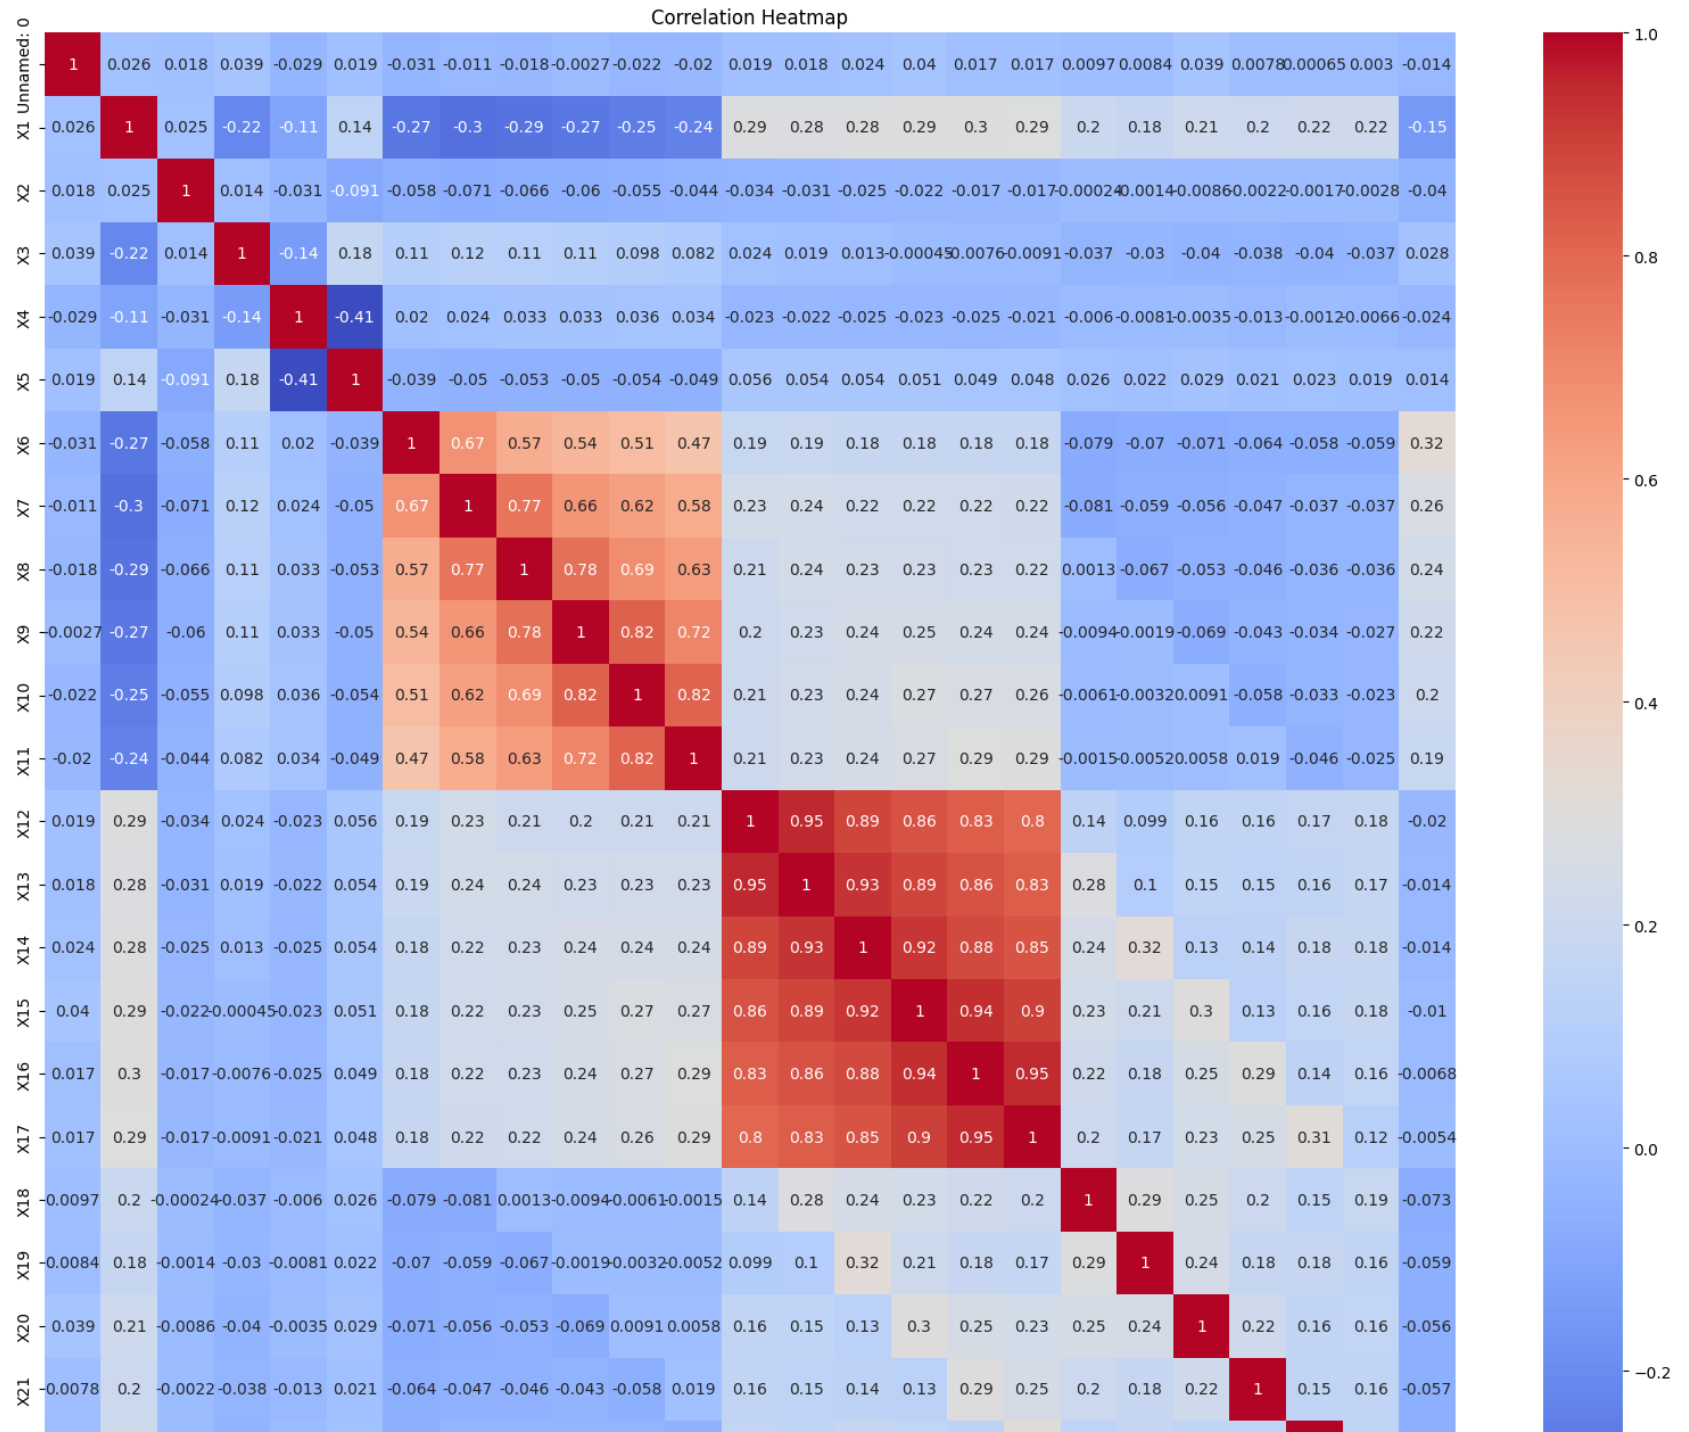 Correlation Heatmap
Unnamed: 0 1 0.026 0.018 0.039 -0.029 0.019 -0.031 -0.011 -0.018 -0.0027 -0.022 -0.02 0.019 0.018 0.024 0.04 0.017 0.017 0.0097 0.0084 0.039 0.0078 0.00065 0.003 -0.014 1.0
X1 0.026 1 0.025 -0.22 -0.11 0.14 -0.27 -0.3 -0.29 -0.27 -0.25 -0.24 0.29 0.28 0.28 0.29 0.3 0.29 0.2 0.18 0.21 0.2 0.22 0.22 -0.15
X2 0.018 0.025 1 0.014 -0.031 -0.091 -0.058 -0.071 -0.066 -0.06 -0.055 -0.044 -0.034 -0.031 -0.025 -0.022 -0.017 -0.017 -0.00024 -0.0014 -0.0086 -0.0022 -0.0017 -0.0028 -0.04
X3 0.039 -0.22 0.014 1 -0.14 0.18 0.11 0.12 0.11 0.11 0.098 0.082 0.024 0.019 0.013 -0.00045 -0.0076 -0.0091 -0.037 -0.03 -0.04 -0.038 -0.04 -0.037 0.028 0.8
X4 -0.029 -0.11 -0.031 -0.14 1 -0.41 0.02 0.024 0.033 0.033 0.036 0.034 -0.023 -0.022 -0.025 -0.023 -0.025 -0.021 -0.006 -0.0081 -0.0035 -0.013 -0.0012 -0.0066 -0.024
X5 0.019 0.14 -0.091 0.18 -0.41 1 -0.039 -0.05 -0.053 -0.05 -0.054 -0.049 0.056 0.054 0.054 0.051 0.049 0.048 0.026 0.022 0.029 0.021 0.023 0.019 0.014
X6 -0.031 -0.27 -0.058 0.11 0.02 -0.039 1 0.67 0.57 0.54 0.51 0.47 0.19 0.19 0.18 0.18 0.18 0.18 -0.079 -0.07 -0.071 -0.064 -0.058 -0.059 0.32 0.6
X7 -0.011 -0.3 -0.071 0.12 0.024 -0.05 0.67 1 0.77 0.66 0.62 0.58 0.23 0.24 0.22 0.22 0.22 0.22 -0.081 -0.059 -0.056 -0.047 -0.037 -0.037 0.26
X8 -0.018 -0.29 -0.066 0.11 0.033 -0.053 0.57 0.77 1 0.78 0.69 0.63 0.21 0.24 0.23 0.23 0.23 0.22 0.0013 -0.067 -0.053 -0.046 -0.036 -0.036 0.24
X9 -0.0027 -0.27 -0.06 0.11 0.033 -0.05 0.54 0.66 0.78 1 0.82 0.72 0.2 0.23 0.24 0.25 0.24 0.24 -0.0094 -0.0019 -0.069 -0.043 -0.034 -0.027 0.22
X10 -0.022 -0.25 -0.055 0.098 0.036 -0.054 0.51 0.62 0.69 0.82 1 0.82 0.21 0.23 0.24 0.27 0.27 0.26 -0.0061 -0.0032 0.0091 -0.058 -0.033 -0.023 0.2 0.4
X11 -0.02 -0.24 -0.044 0.082 0.034 -0.049 0.47 0.58 0.63 0.72 0.82 1 0.21 0.23 0.24 0.27 0.29 0.29 -0.0015 -0.0052 0.0058 0.019 -0.046 -0.025 0.19
X12 0.019 0.29 -0.034 0.024 -0.023 0.056 0.19 0.23 0.21 0.2 0.21 0.21 1 0.95 0.89 0.86 0.83 0.8 0.14 0.099 0.16 0.16 0.17 0.18 -0.02
X13 0.018 0.28 -0.031 0.019 -0.022 0.054 0.19 0.24 0.24 0.23 0.23 0.23 0.95 1 0.93 0.89 0.86 0.83 0.28 0.1 0.15 0.15 0.16 0.17 -0.014
X14 0.024 0.28 -0.025 0.013 -0.025 0.054 0.18 0.22 0.23 0.24 0.24 0.24 0.89 0.93 1 0.92 0.88 0.85 0.24 0.32 0.13 0.14 0.18 0.18 -0.014 0.2
X15 0.04 0.29 -0.022 -0.00045 -0.023 0.051 0.18 0.22 0.23 0.25 0.27 0.27 0.86 0.89 0.92 1 0.94 0.9 0.23 0.21 0.3 0.13 0.16 0.18 -0.01
X16 0.017 0.3 -0.017 -0.0076 -0.025 0.049 0.18 0.22 0.23 0.24 0.27 0.29 0.83 0.86 0.88 0.94 1 0.95 0.22 0.18 0.25 0.29 0.14 0.16 -0.0068
X17 0.017 0.29 -0.017 -0.0091 -0.021 0.048 0.18 0.22 0.22 0.24 0.26 0.29 0.8 0.83 0.85 0.9 0.95 1 0.2 0.17 0.23 0.25 0.31 0.12 -0.0054 0.0
X18 -0.0097 0.2 -0.00024 -0.037 -0.006 0.026 -0.079 -0.081 0.0013 -0.0094 -0.0061 -0.0015 0.14 0.28 0.24 0.23 0.22 0.2 1 0.29 0.25 0.2 0.15 0.19 -0.073
X19 -0.0084 0.18 -0.0014 -0.03 -0.0081 0.022 -0.07 -0.059 -0.067 -0.0019 -0.0032 -0.0052 0.099 0.1 0.32 0.21 0.18 0.17 0.29 1 0.24 0.18 0.18 0.16 -0.059
X20 0.039 0.21 -0.0086 -0.04 -0.0035 0.029 -0.071 -0.056 -0.053 -0.069 0.0091 0.0058 0.16 0.15 0.13 0.3 0.25 0.23 0.25 0.24 1 0.22 0.16 0.16 -0.056
X21 -0.0078 0.2 -0.0022 -0.038 -0.013 0.021 -0.064 -0.047 -0.046 -0.043 -0.058 0.019 0.16 0.15 0.14 0.13 0.29 0.25 0.2 0.18 0.22 1 0.15 0.16 -0.057 −0.2